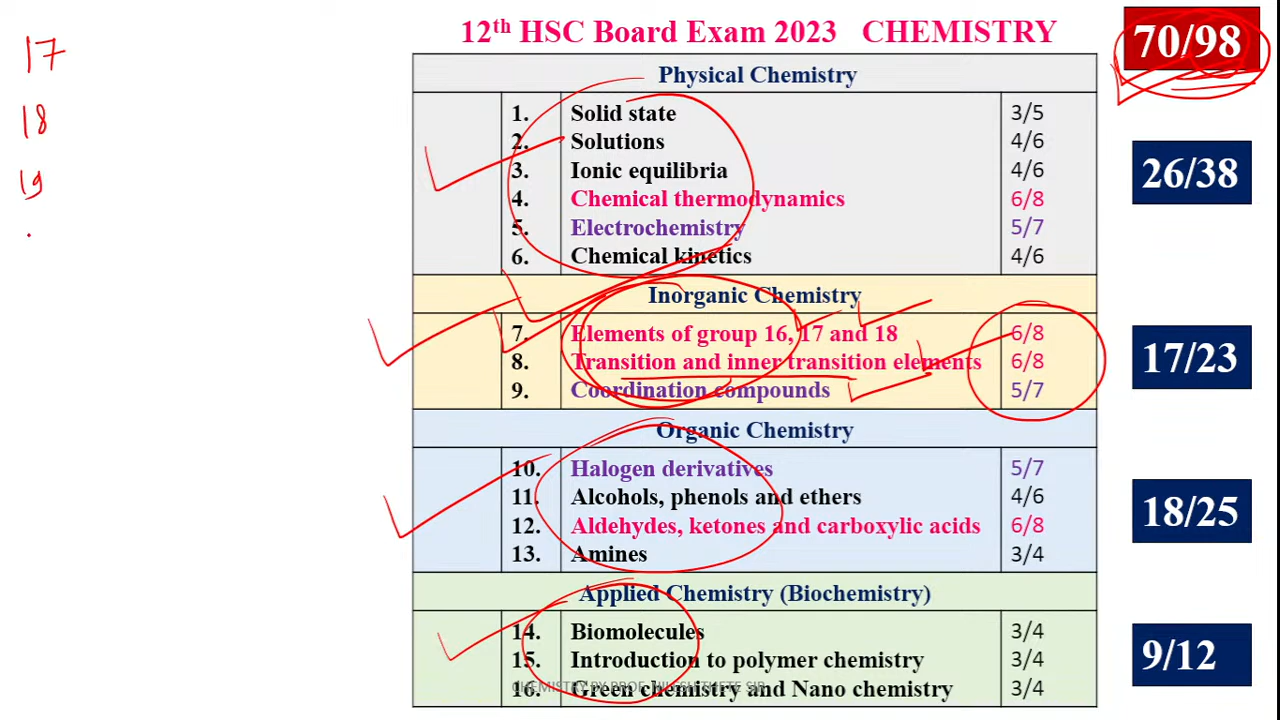 17
18
19
12th HSC Board Exam 2023 CHEMISTRY
70/98
Physical Chemistry
1. Solid state 3/5
2. Solutions 4/6
3. Ionic equilibria 4/6
4. Chemical thermodynamics 6/8
5. Electrochemistry 5/7
6. Chemical kinetics 4/6
26/38
Inorganic Chemistry
7. Elements of group 16, 17 and 18 6/8
8. Transition and inner transition elements 6/8
9. Coordination compounds 5/7
17/23
Organic Chemistry
10. Halogen derivatives 5/7
11. Alcohols, phenols and ethers 4/6
12. Aldehydes, ketones and carboxylic acids 6/8
13. Amines 3/4
18/25
Applied Chemistry (Biochemistry)
14. Biomolecules 3/4
15. Introduction to polymer chemistry 3/4
16. Green chemistry and Nano chemistry 3/4
9/12
CHEMISTRY BY PROF. NILESH THETE SIR